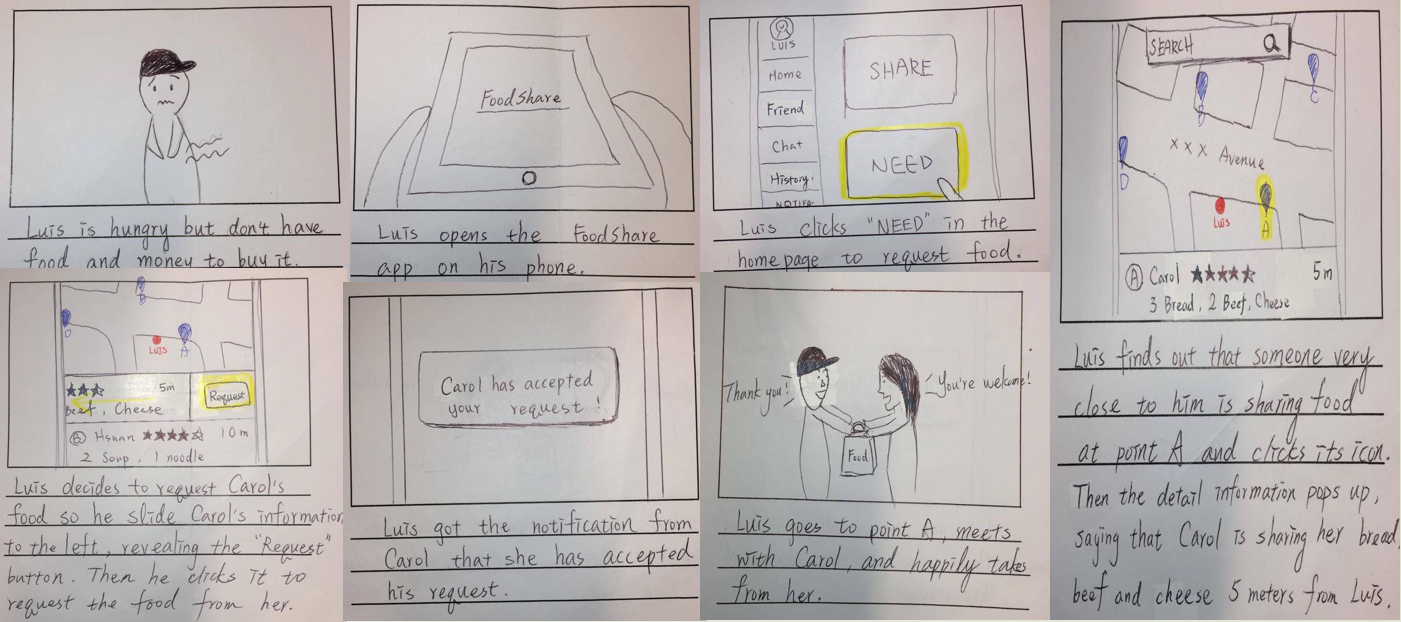 Luis is hungry but don't have
food and money to buy it.
FoodShare
Luis opens the FoodShare
app on his phone.
LUIS
Home
Friend
Chat
History
NOTIFA
SHARE
NEED
Luis clicks "NEED" in the
home page to request food.
SEARCH
B
C
D
x x x Avenue
Luis
A
A Carol 5m
3 Bread, 2 Beef, Cheese
Luis finds out that someone very
close to him is sharing food
at point A and clicks its icon.
Then the detail information pops up,
saying that Carol is sharing her bread,
beef and cheese 5 meters from Luis.
B
D
LUIS
A
5m
Beef, Cheese
Request
B Hsuan 10m
2 Soup, 1 noodle
Luis decides to request Carol's
food so he slide Carol's information
to the left, revealing the "Request"
button. Then he clicks it to
request the food from her.
Carol has accepted
your request!
Luis got the notification from
Carol that she has accepted
his request.
Thank you!
You're welcome!
Food
Luis goes to point A, meets
with Carol, and happily takes
from her.